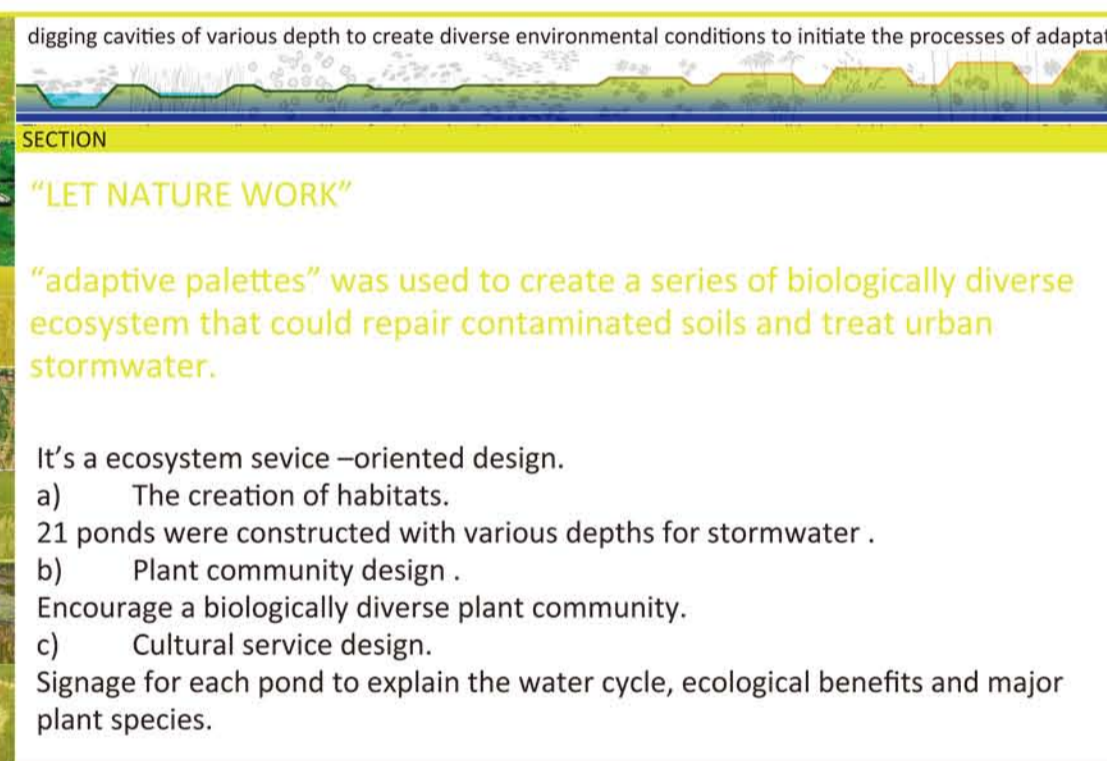 digging cavities of various depth to create diverse environmental conditions to initiate the processes of
SECTION
“LET NATURE WORK”
“adaptive palettes” was used to create a series of biologically diverse
ecosystem that could repair contaminated soils and treat urban
stormwater.
It’s a ecosystem sevice –oriented design.
a) The creation of habitats.
21 ponds were constructed with various depths for stormwater .
b) Plant community design .
Encourage a biologically diverse plant community.
c) Cultural service design.
Signage for each pond to explain the water cycle, ecological benefits and major
plant species.